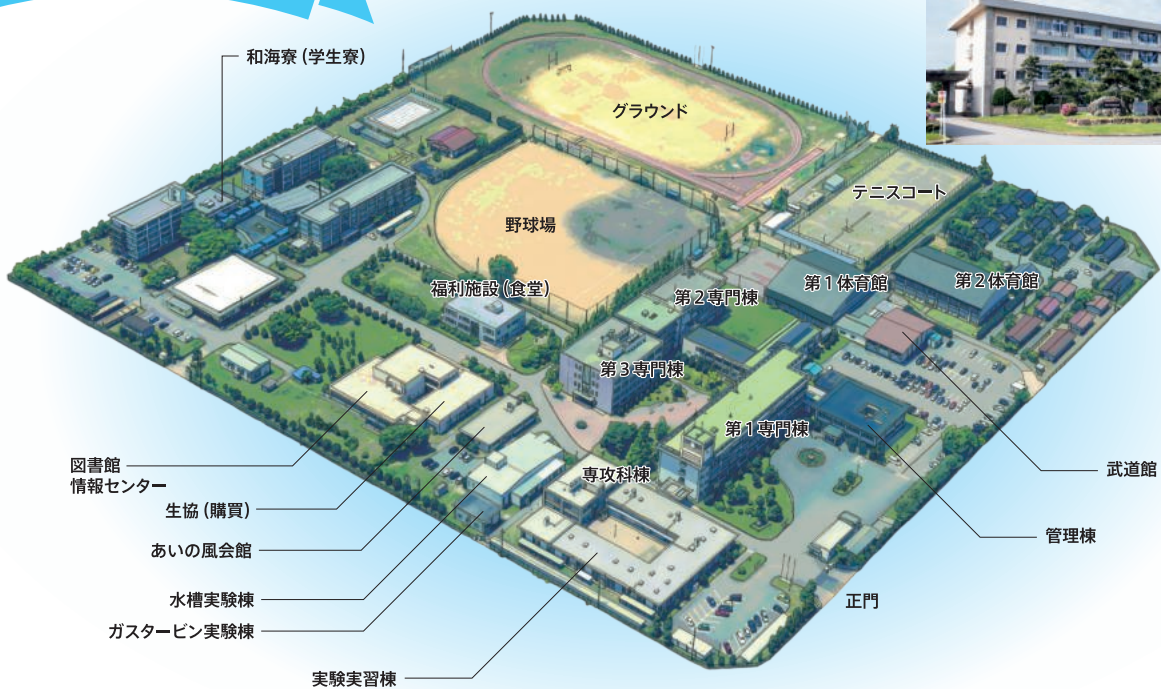 和海寮(学生寮)
グラウンド
テニスコート
野球場
第2体育館
第1体育館
福利施設(食堂)
第2専門棟
第3専門棟
第1専門棟
図書館
情報センター
専攻科棟
武道館
生協(購買)
管理棟
あいの風会館
水槽実験棟
正門
ガスタービン実験棟
実験実習棟